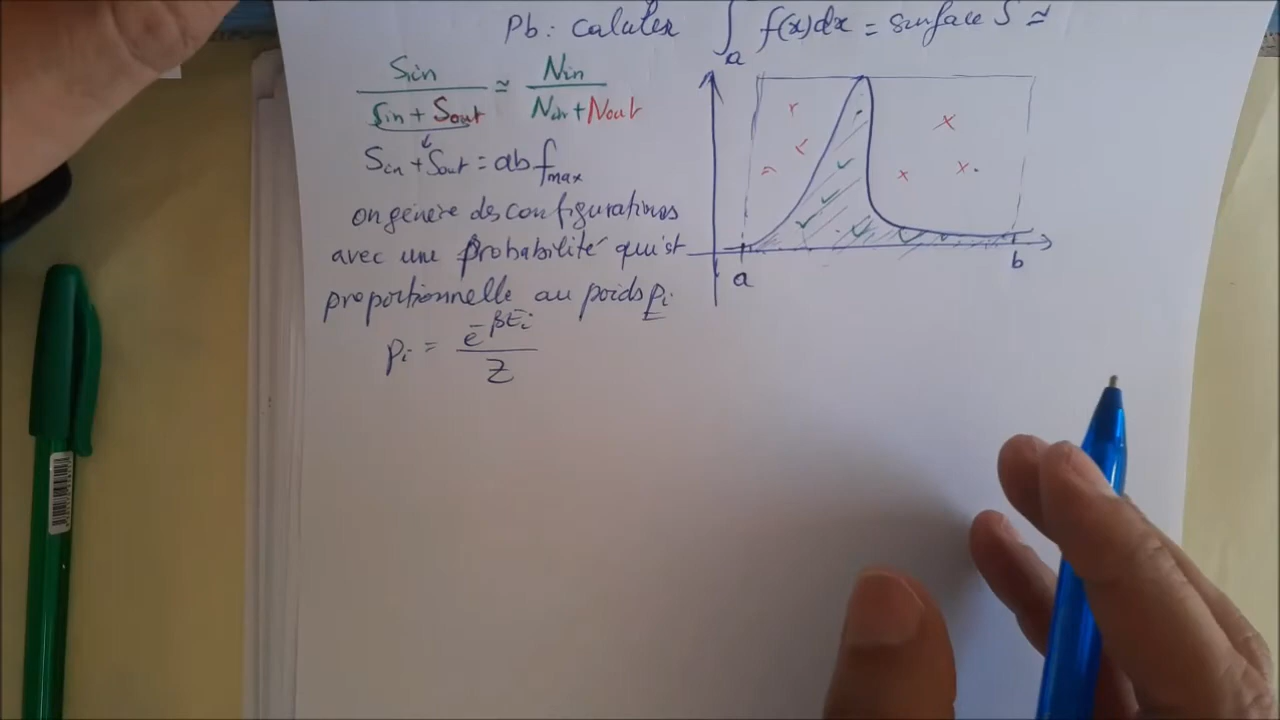 Pb: calculer ∫ₐ f(x)dx = surface S ≃
Sin / (Sin + Sout) ≃ Nin / (Nin + Nout)
Sin + Sout = ab fmax
on génère des configurations
avec une probabilité qui st
proportionnelle au poids pi.
pi = e^-βEi / Z
a
b